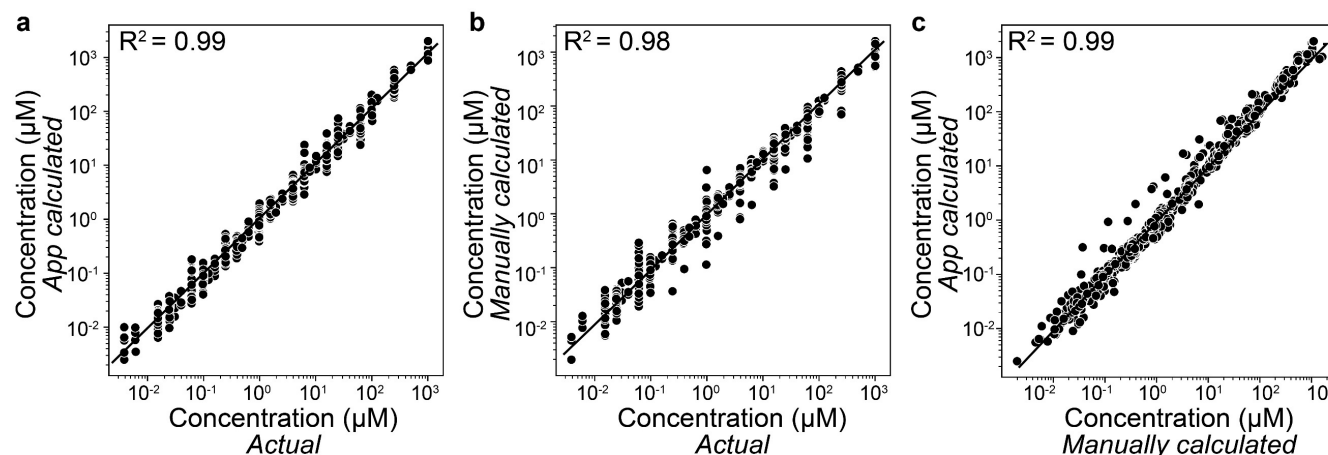 a
R² = 0.99
Concentration (µM)
App calculated
10³
10²
10¹
10⁰
10⁻¹
10⁻²
10⁻² 10⁻¹ 10⁰ 10¹ 10² 10³
Concentration (µM)
Actual
b
R² = 0.98
Concentration (µM)
Manually calculated
10³
10²
10¹
10⁰
10⁻¹
10⁻²
10⁻² 10⁻¹ 10⁰ 10¹ 10² 10³
Concentration (µM)
Actual
c
R² = 0.99
Concentration (µM)
App calculated
10³
10²
10¹
10⁰
10⁻¹
10⁻²
10⁻² 10⁻¹ 10⁰ 10¹ 10² 10
Concentration (µM)
Manually calculated